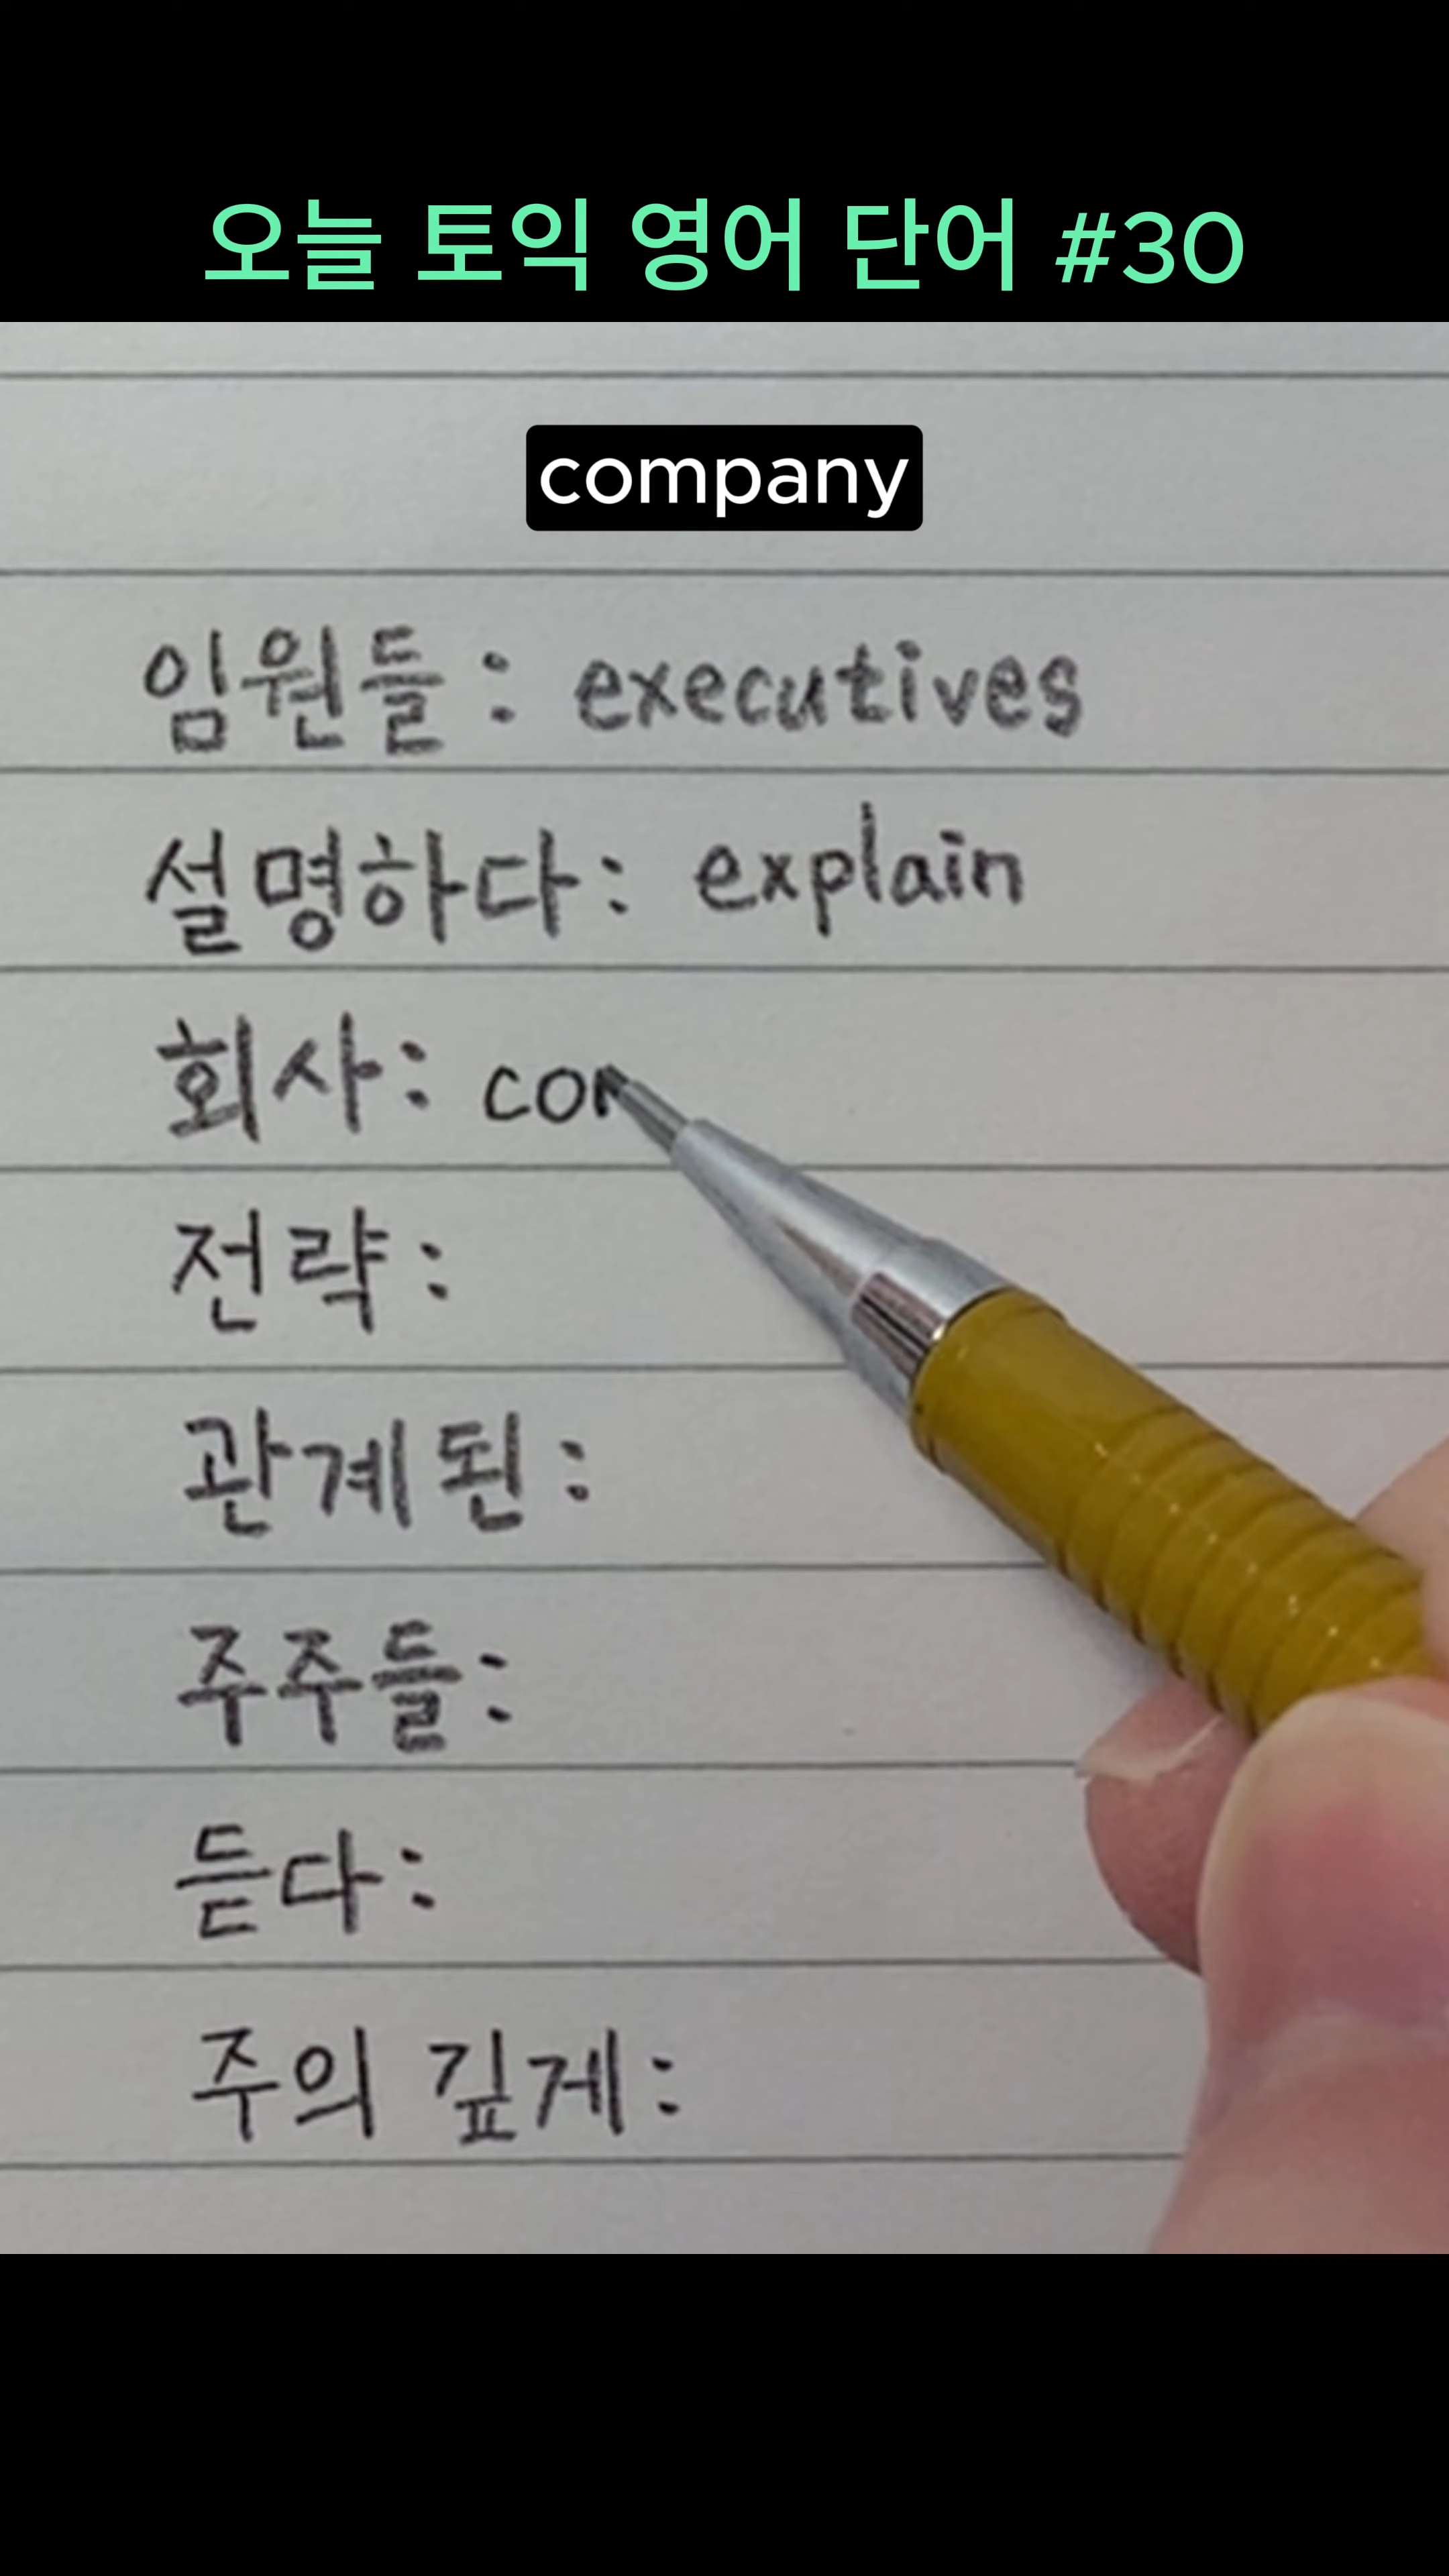 오늘 토익 영어 단어 #30
company
임원들: executives
설명하다: explain
회사: com
전략:
관계된:
주주들:
듣다:
주의 깊게: